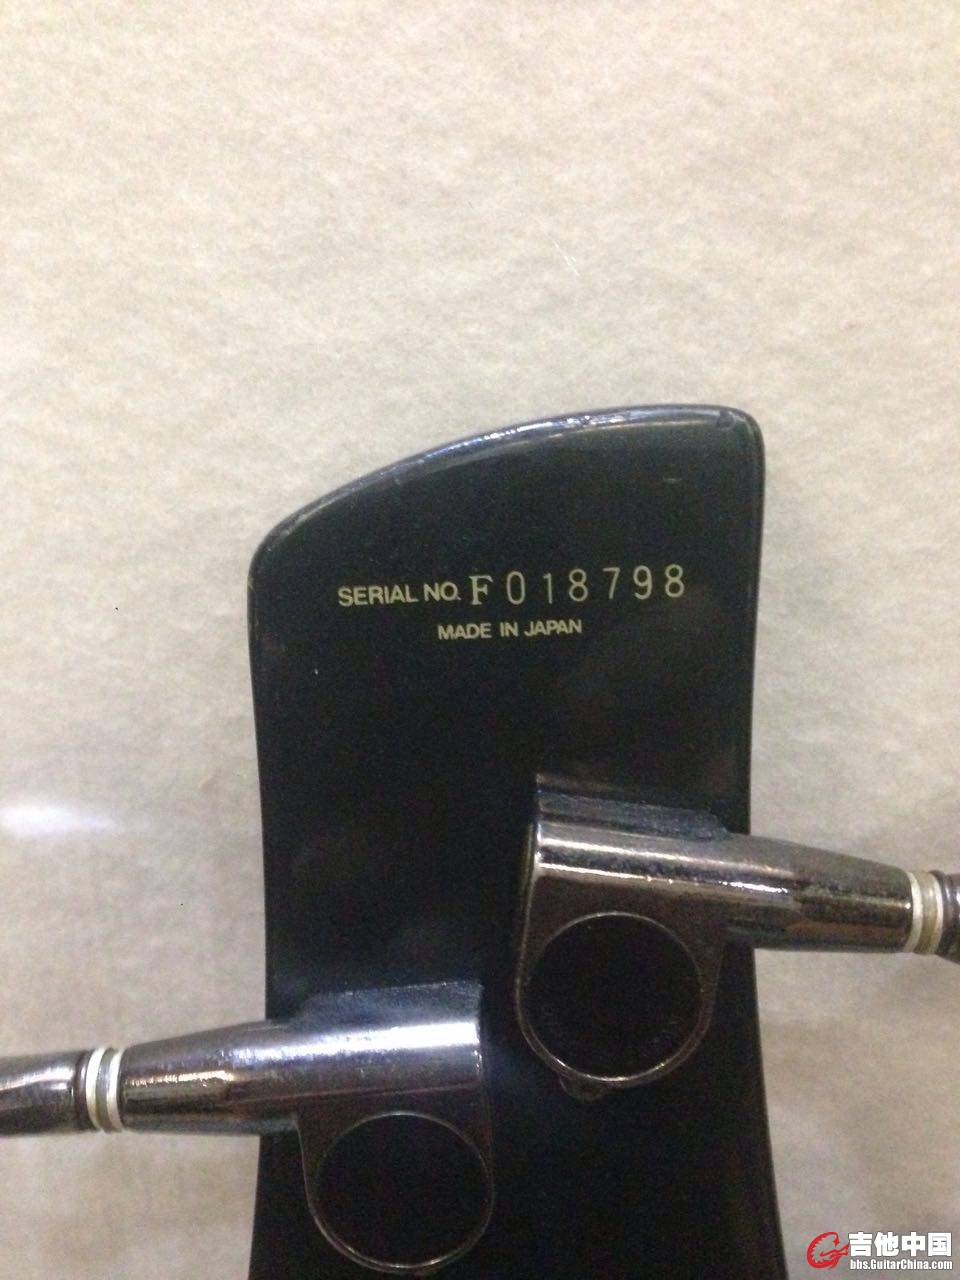 SERIAL NO. F018798
MADE IN JAPAN
吉他中国
bbs.GuitarChina.com